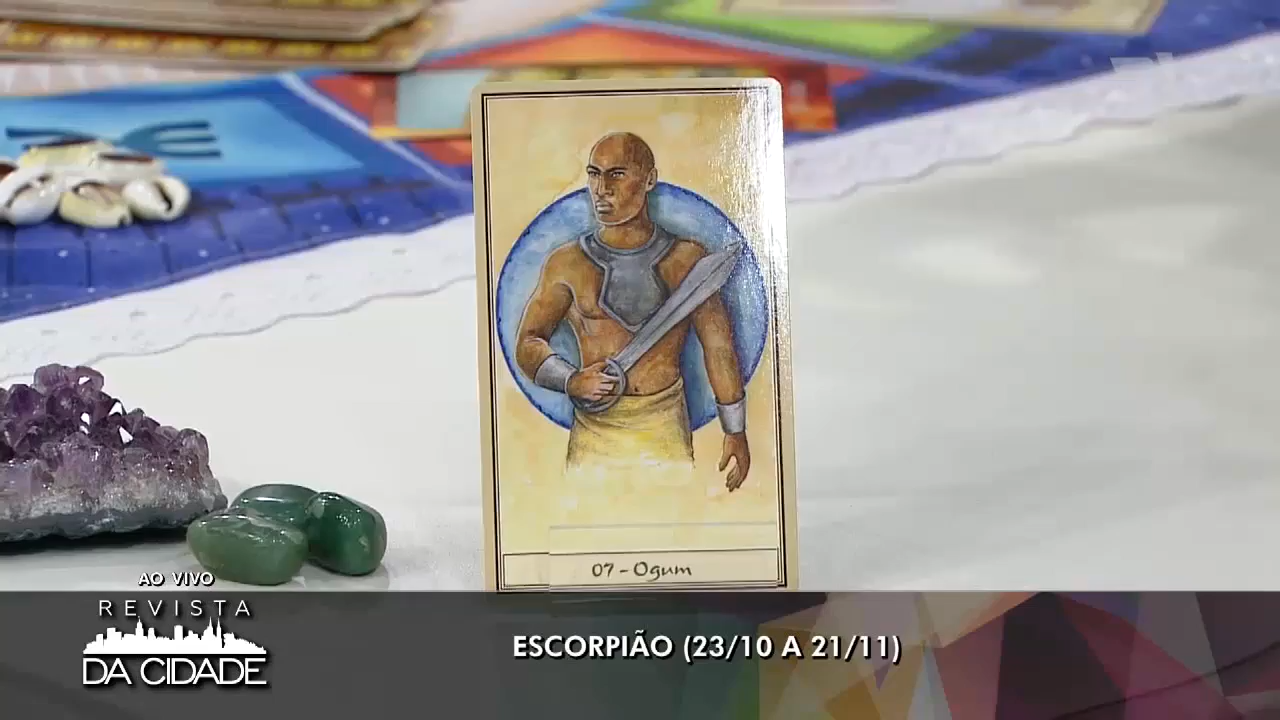 07 - Ogum
AO VIVO
REVISTA
DA CIDADE
ESCORPIÃO (23/10 A 21/11)